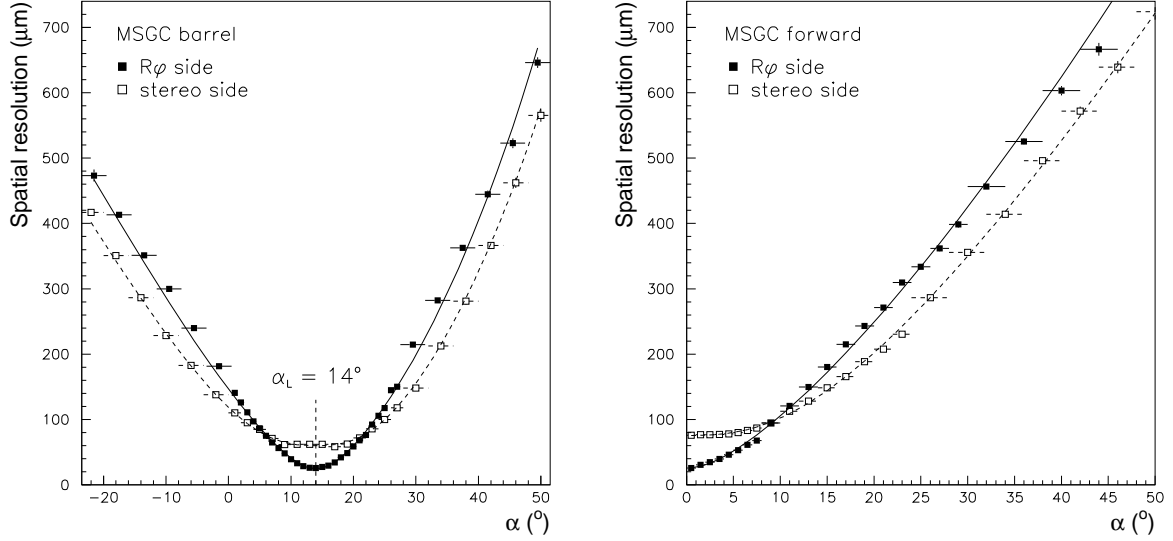 Spatial resolution (μm)
700
600
500
400
300
200
100
0
MSGC barrel
Rφ side
stereo side
α_L = 14°
−20 −10 0 10 20 30 40 50
α (°)
Spatial resolution (μm)
700
600
500
400
300
200
100
0
MSGC forward
Rφ side
stereo side
0 5 10 15 20 25 30 35 40 45 50
α (°)